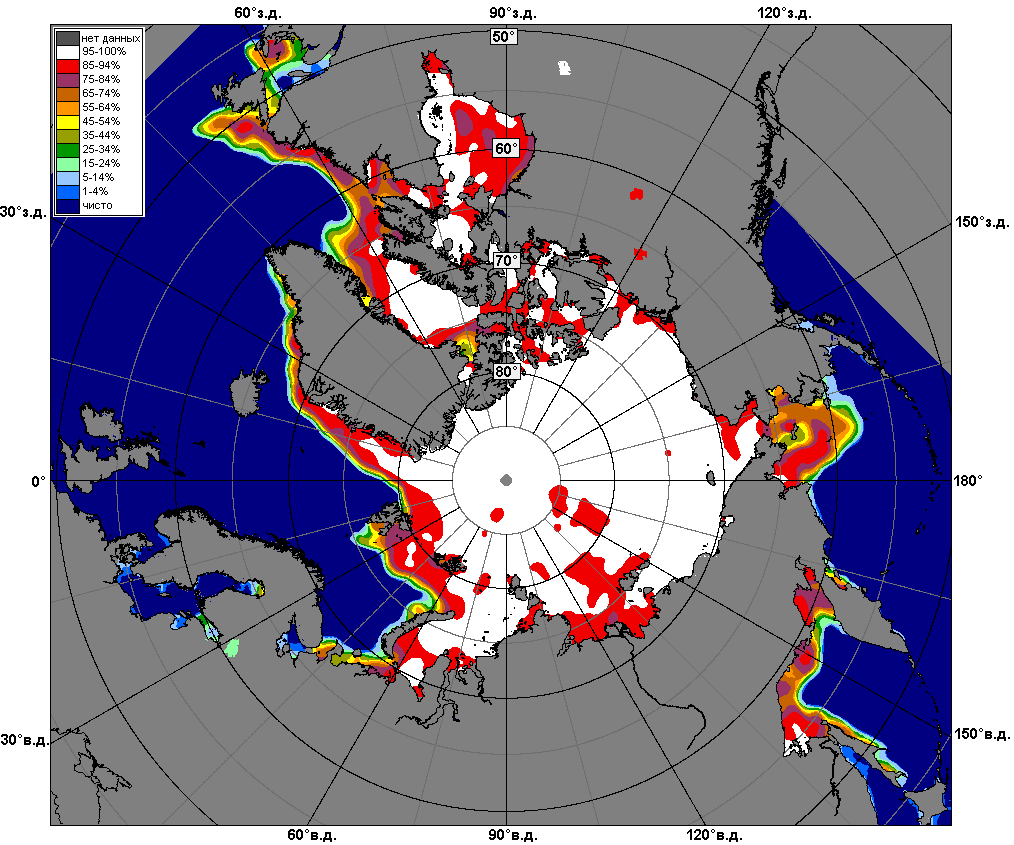 60°з.д.
90°з.д.
120°з.д.
50°
нет данных
95-100%
85-94%
75-84%
65-74%
55-64%
45-54%
35-44%
25-34%
15-24%
5-14%
1-4%
чисто
60°
30°з.д.
150°з.д.
70°
80°
0°
180°
30°в.д.
150°в.д.
60°в.д.
90°в.д.
120°в.д.